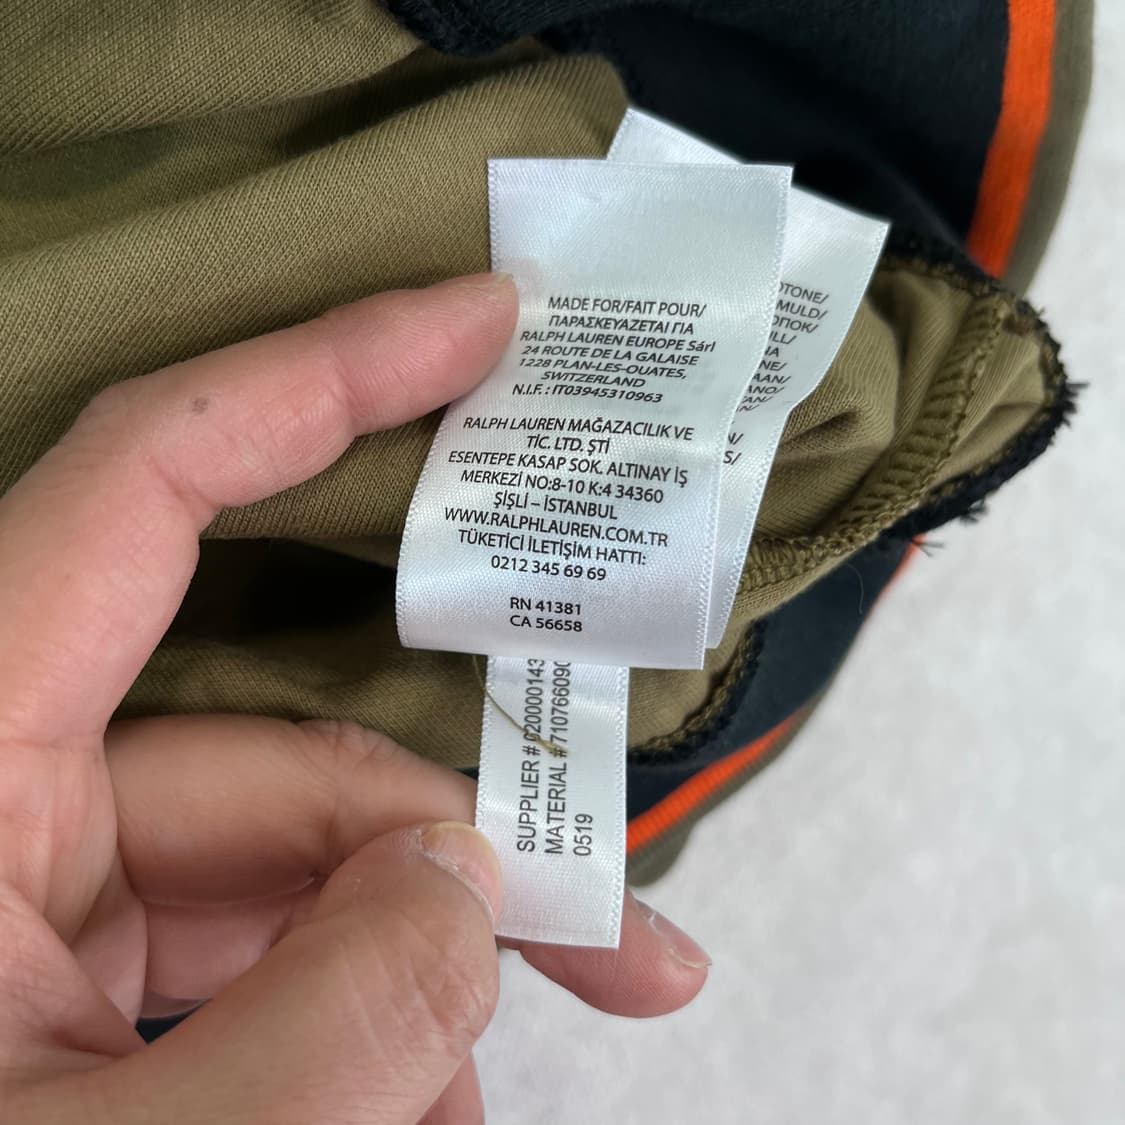 MADE FOR/FAIT POUR/
ΠΑΡΑΣΚΕΥΑΖΕΤΑΙ ΓΙΑ
RALPH LAUREN EUROPE Sárl
24 ROUTE DE LA GALAISE
1228 PLAN-LES-OUATES,
SWITZERLAND
N.I.F. : IT03945310963
RALPH LAUREN MAĞAZACILIK VE
TİC. LTD. ŞTİ
ESENTEPE KASAP SOK. ALTINAY İŞ
MERKEZİ NO:8-10 K:4 34360
ŞİŞLİ – İSTANBUL
WWW.RALPHLAUREN.COM.TR
TÜKETİCİ İLETİŞİM HATTI:
0212 345 69 69
RN 41381
CA 56658
SUPPLIER #
MATERIAL #
0519